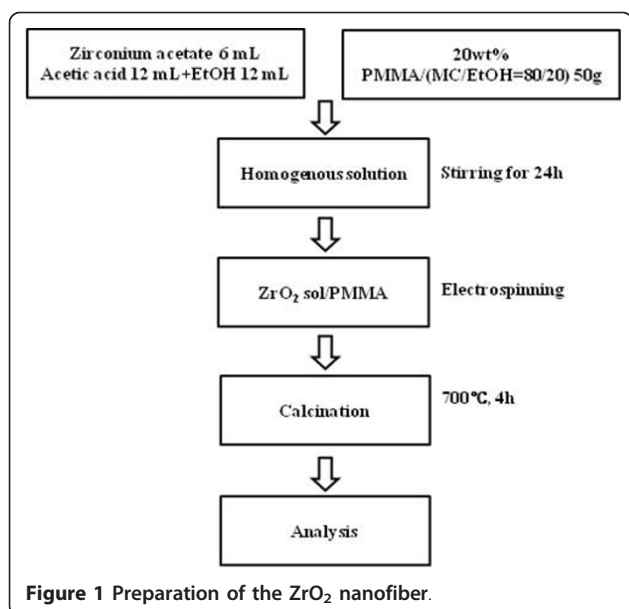 Zirconium acetate 6 mL
Acetic acid 12 mL+EtOH 12 mL
20wt%
PMMA/(MC/EtOH=80/20) 50g
Homogenous solution
Stirring for 24h
ZrO₂ sol/PMMA
Electrospinning
Calcination
700℃, 4h
Analysis
Figure 1 Preparation of the ZrO₂ nanofiber.